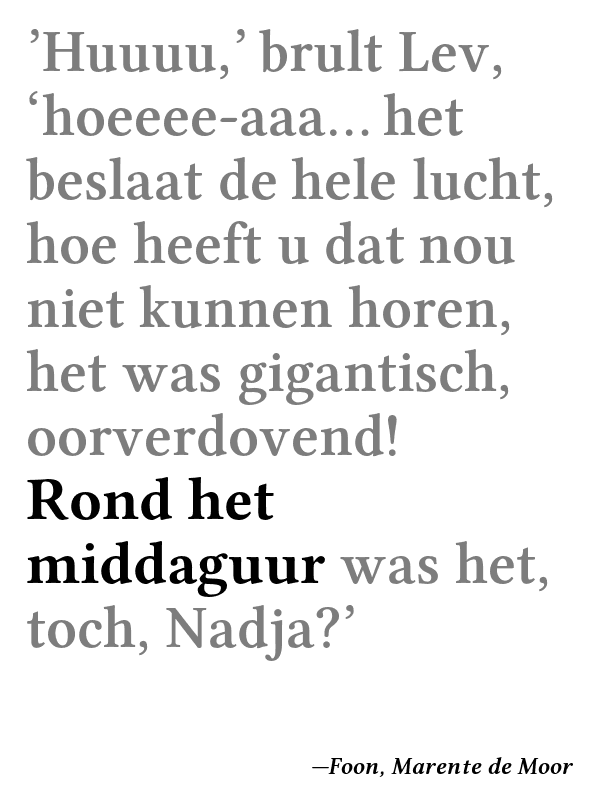 ’Huuuu,’ brult Lev,
‘hoeeee-aaa… het
beslaat de hele lucht,
hoe heeft u dat nou
niet kunnen horen,
het was gigantisch,
oorverdovend!
Rond het
middaguur was het,
toch, Nadja?’
—Foon, Marente de Moor